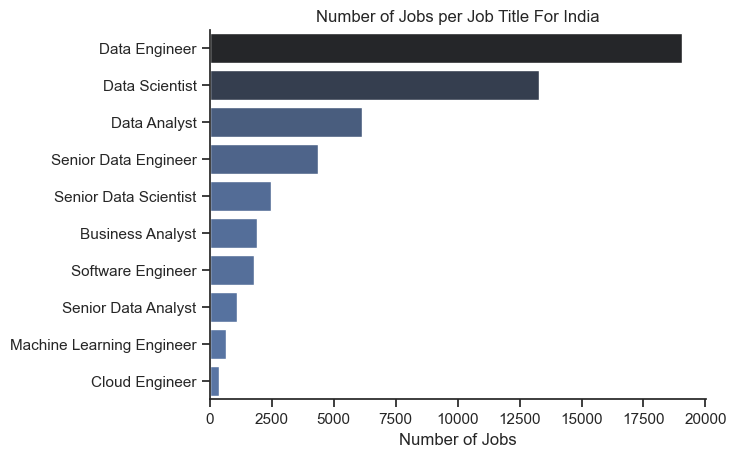 Number of Jobs per Job Title For India
Data Engineer
Data Scientist
Data Analyst
Senior Data Engineer
Senior Data Scientist
Business Analyst
Software Engineer
Senior Data Analyst
Machine Learning Engineer
Cloud Engineer
0 2500 5000 7500 10000 12500 15000 17500 20000
Number of Jobs